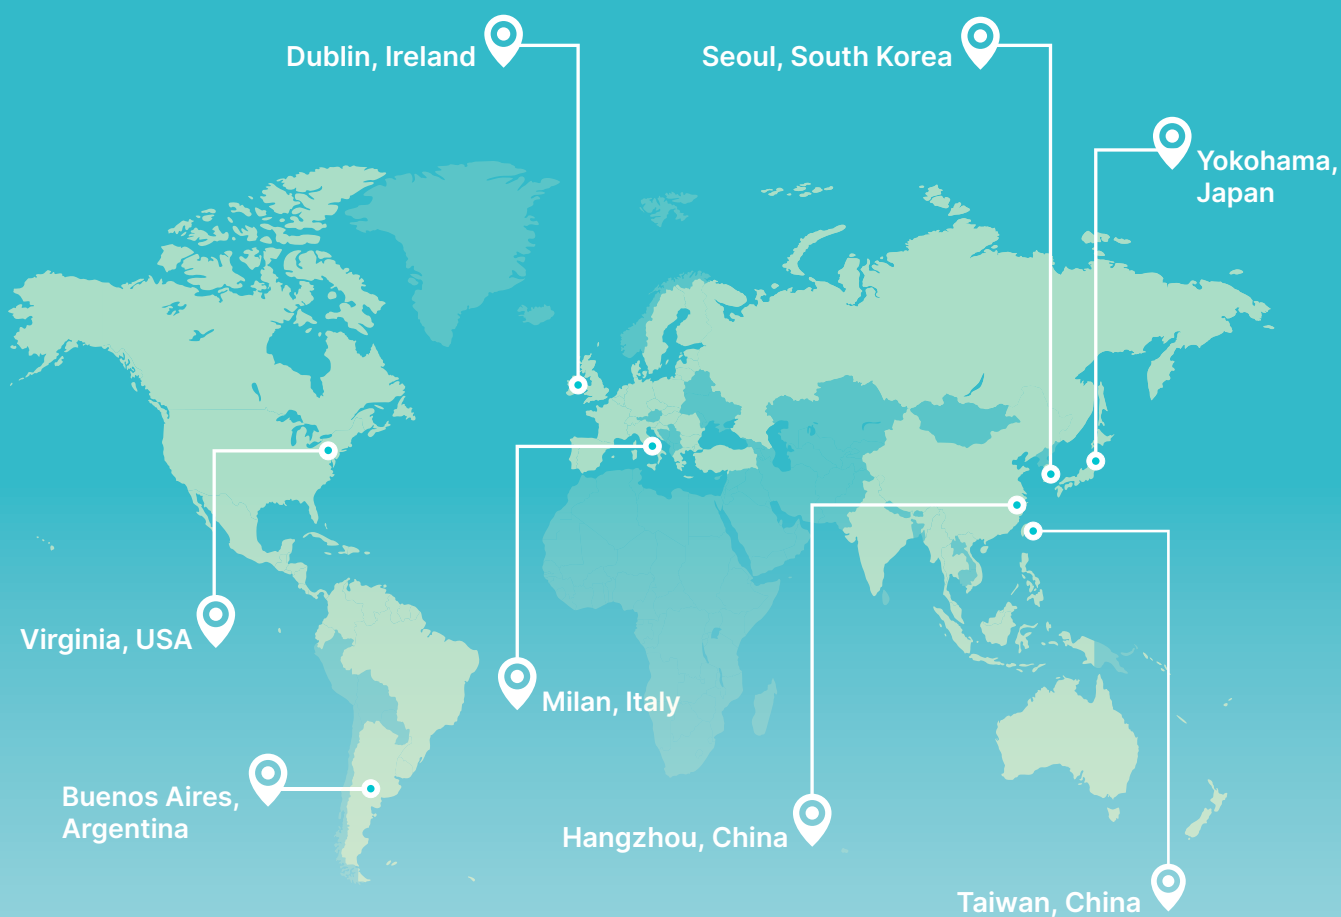 Dublin, Ireland
Seoul, South Korea
Yokohama,
Japan
Virginia, USA
Milan, Italy
Buenos Aires,
Argentina
Hangzhou, China
Taiwan, China